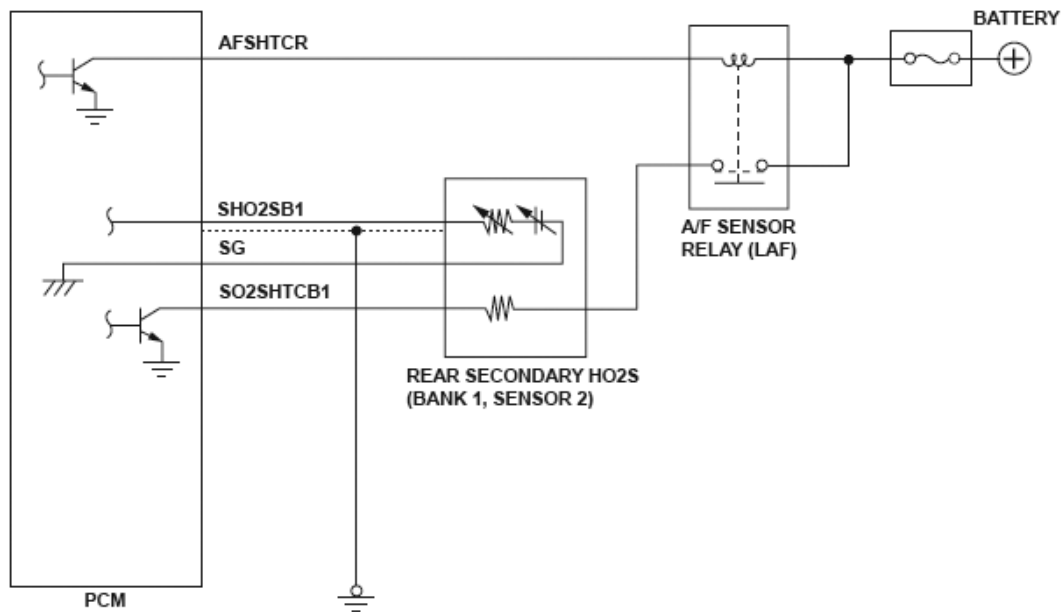 BATTERY
AFSHTCR
SHO2SB1
SG
SO2SHTCB1
A/F SENSOR
RELAY (LAF)
REAR SECONDARY HO2S
(BANK 1, SENSOR 2)
PCM